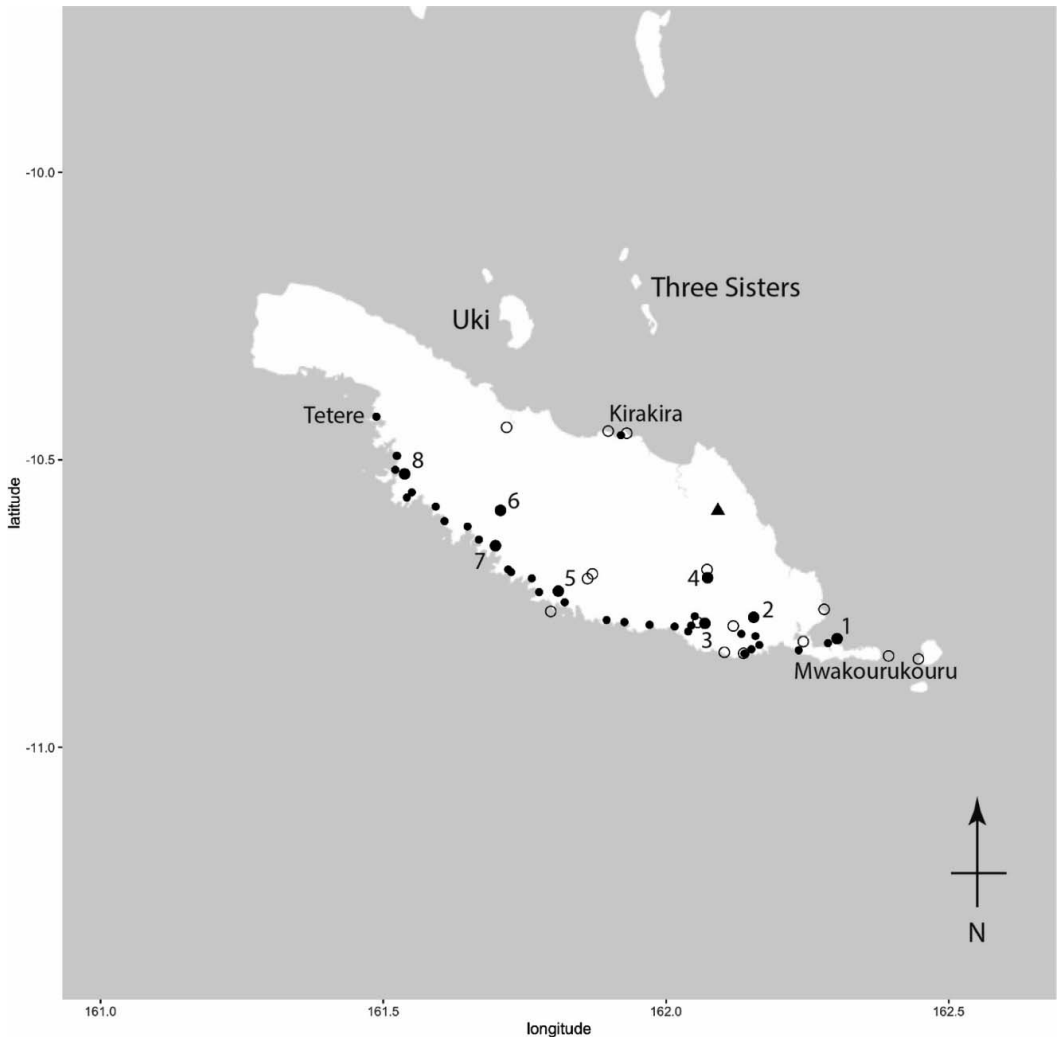 -10.0
Three Sisters
Uki
Kirakira
Tetere
-10.5
8
6
7
5
4
2
3
1
Mwakourukouru
latitude
-11.0
N
161.0
161.5
162.0
162.5
longitude